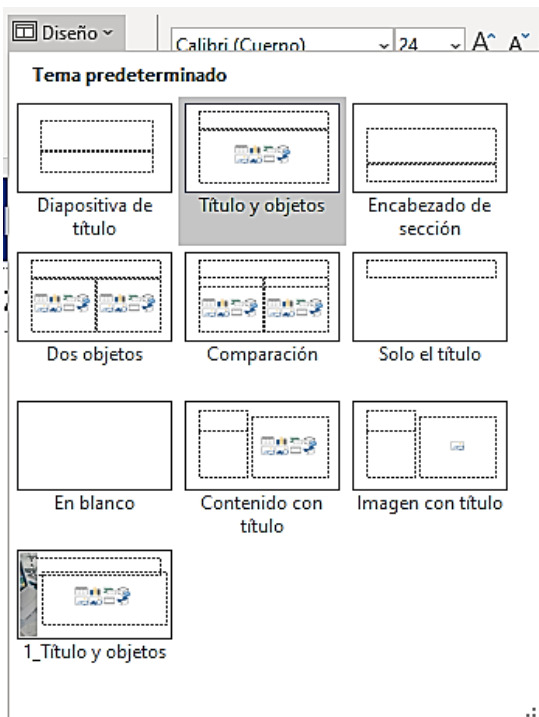 Diseño
Calibri (Cuerpo) 24 A A
Tema predeterminado
Diapositiva de
título
Título y objetos
Encabezado de
sección
Dos objetos
Comparación
Solo el título
En blanco
Contenido con
título
Imagen con título
1_Título y objetos